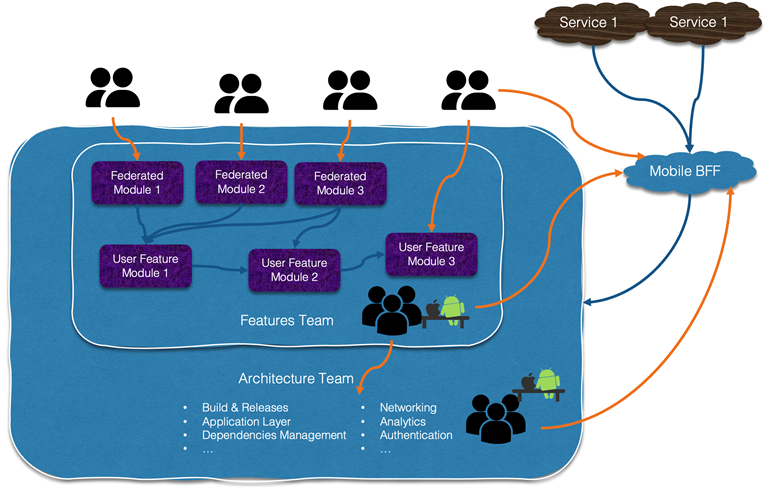 Service 1
Service 1
Mobile BFF
Federated
Module 1
Federated
Module 2
Federated
Module 3
User Feature
Module 1
User Feature
Module 2
User Feature
Module 3
Features Team
Architecture Team
• Build & Releases
• Application Layer
• Dependencies Management
• …
• Networking
• Analytics
• Authentication
• …